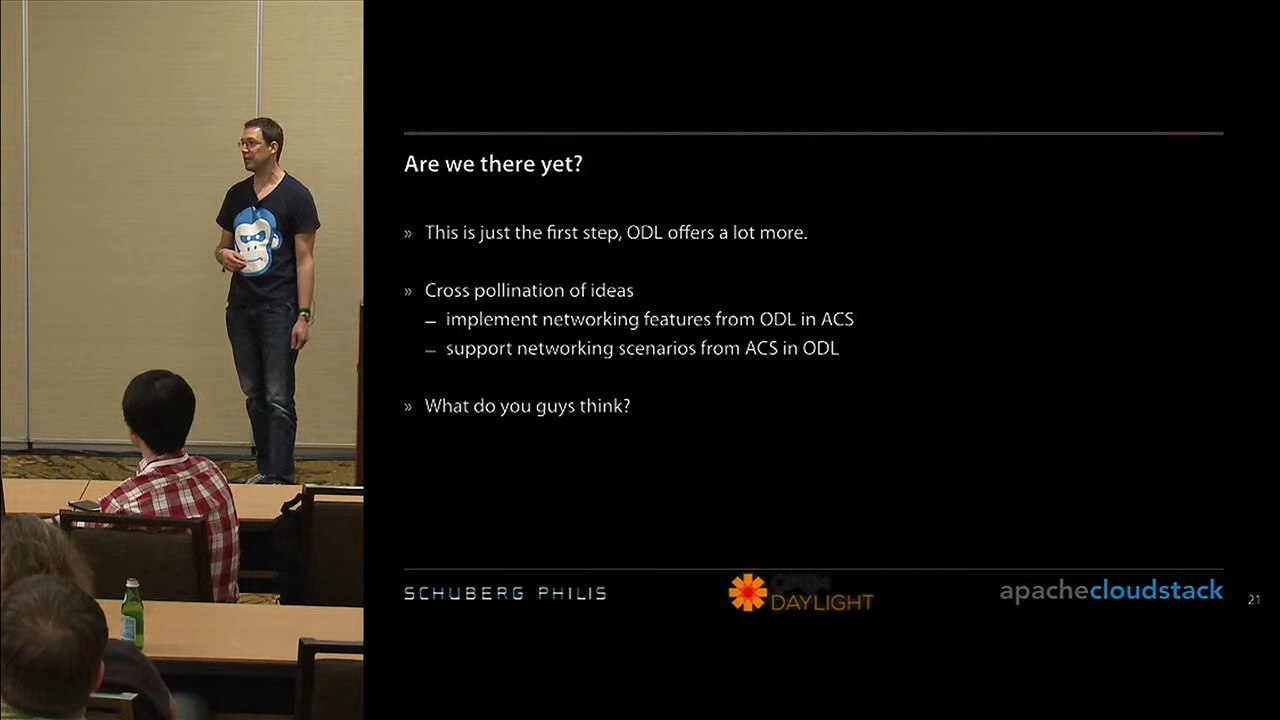 Are we there yet?
» This is just the first step, ODL offers a lot more.
» Cross pollination of ideas
– implement networking features from ODL in ACS
– support networking scenarios from ACS in ODL
» What do you guys think?
SCHUBERG PHILIS
OPEN
DAYLIGHT
apachecloudstack
21